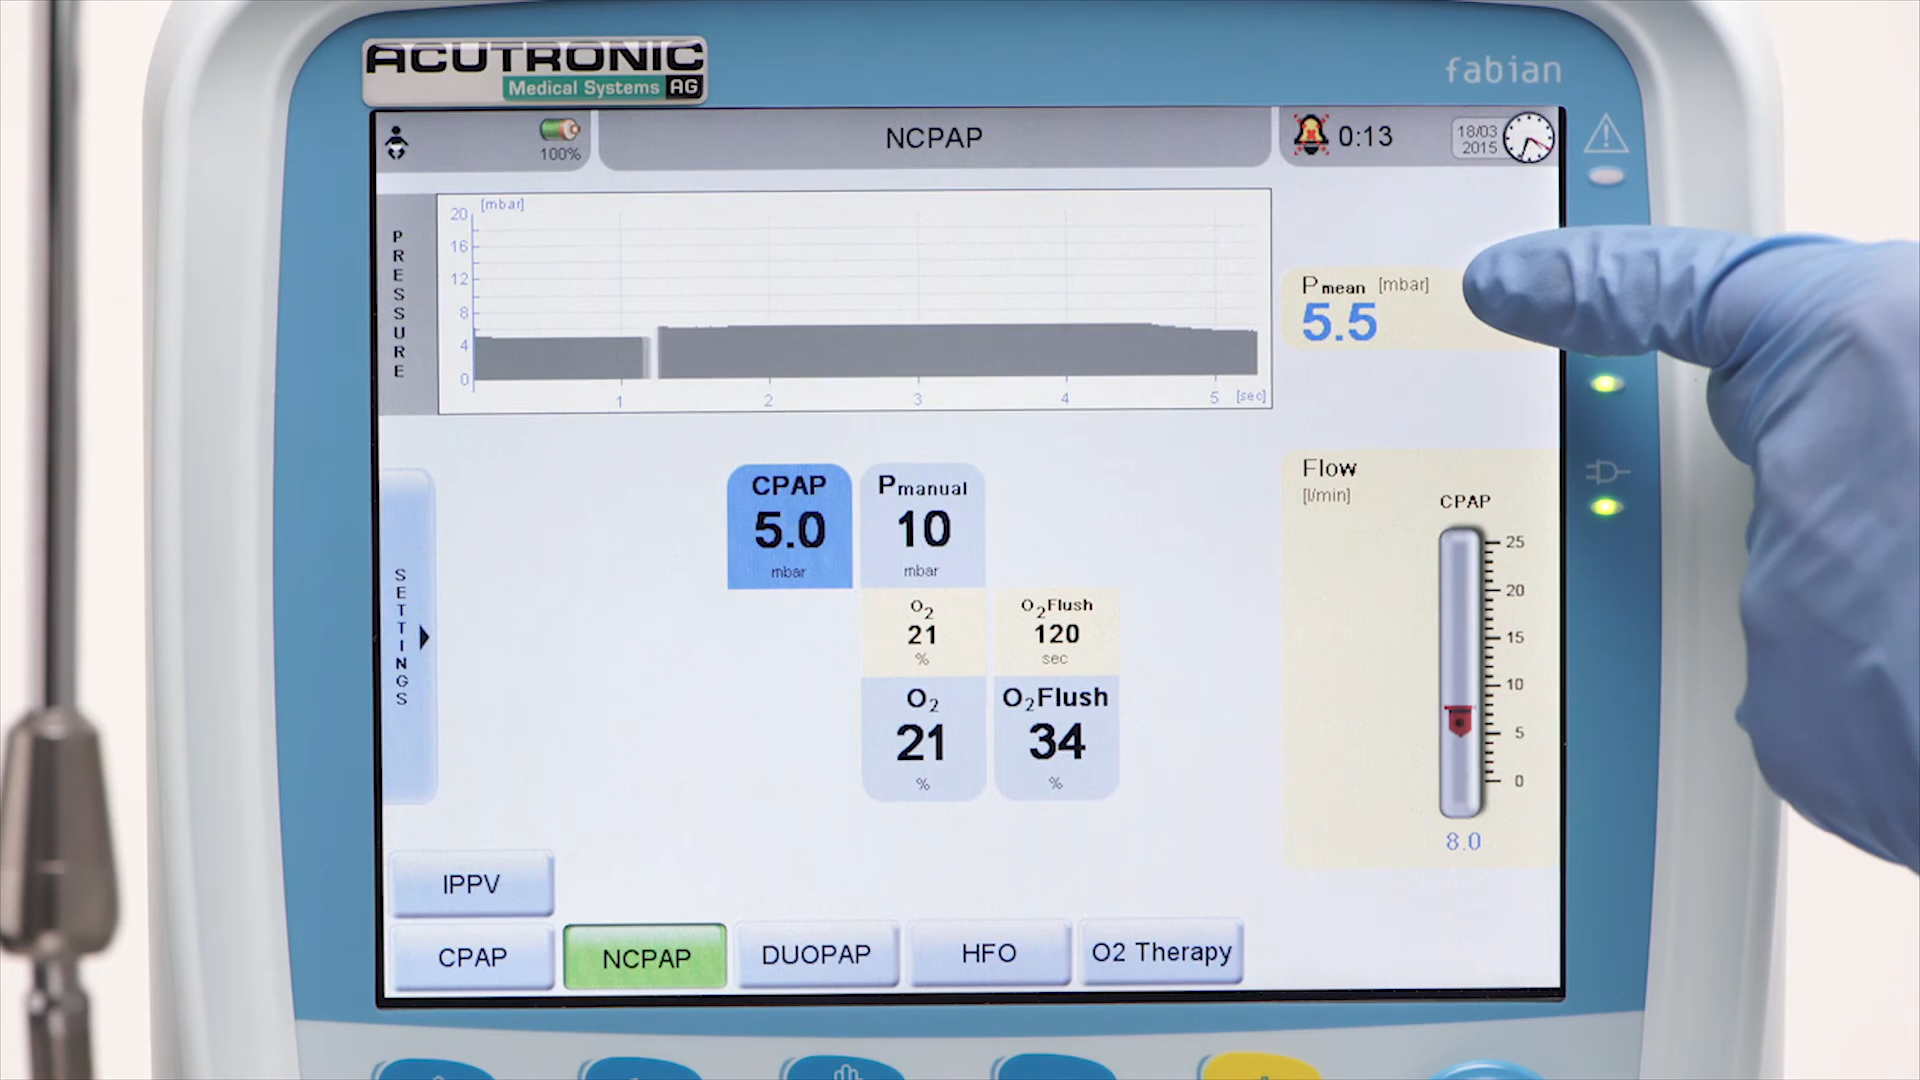 ACUTRONIC
Medical Systems AG
fabian
100%
NCPAP
0:13
18/03
2015
PRESSURE
[mbar]
20
16
12
8
4
0
1 2 3 4 5 [sec]
Pmean [mbar]
5.5
SETTINGS
CPAP
5.0
mbar
Pmanual
10
mbar
O2
21
%
O2Flush
120
sec
O2
21
%
O2Flush
34
%
Flow
[l/min]
CPAP
25
20
15
10
5
0
8.0
IPPV
CPAP
NCPAP
DUOPAP
HFO
O2 Therapy